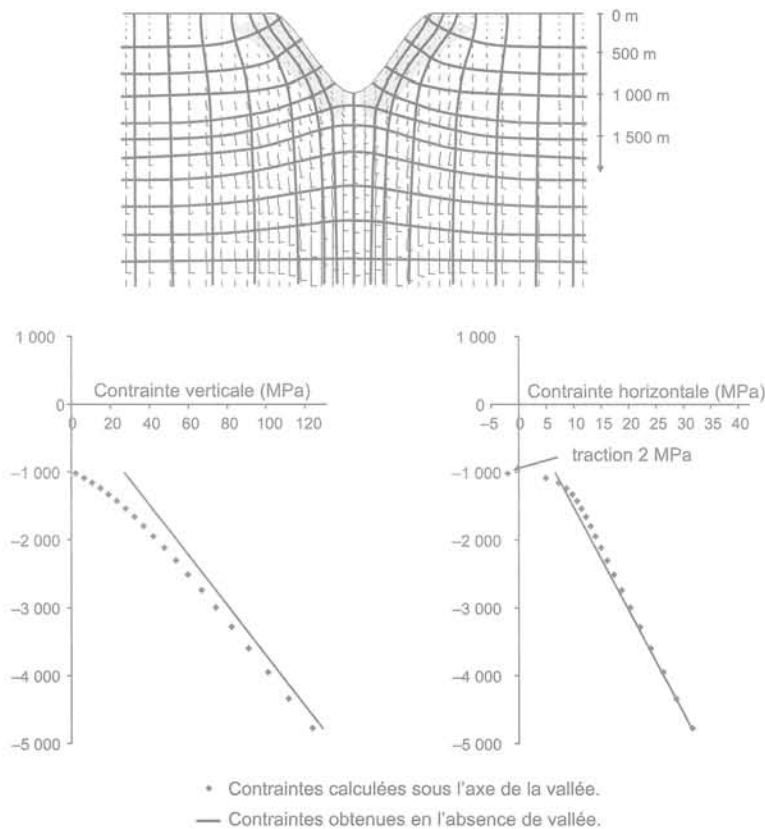 0 m
500 m
1 000 m
1 500 m
1 000
0
–1 000
–2 000
–3 000
–4 000
–5 000
Contrainte verticale (MPa)
0 20 40 60 80 100 120
1 000
0
–1 000
–2 000
–3 000
–4 000
–5 000
Contrainte horizontale (MPa)
–5 0 5 10 15 20 25 30 35 40
traction 2 MPa
Contraintes calculées sous l'axe de la vallée.
Contraintes obtenues en l'absence de vallée.